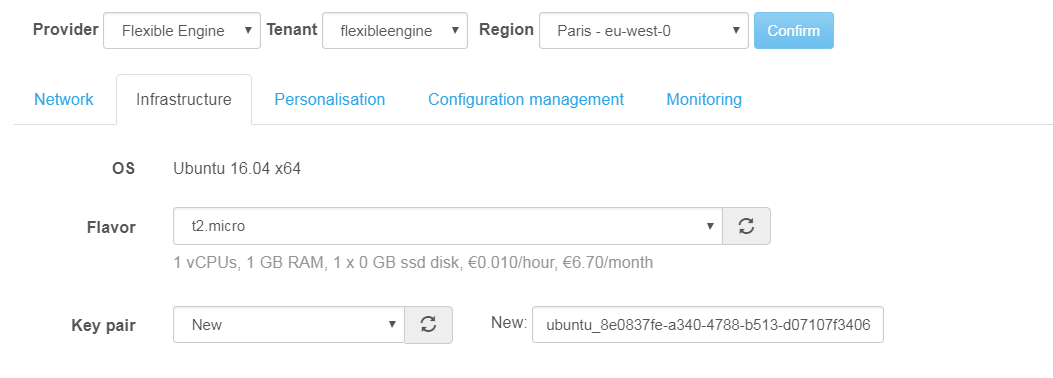 Provider Flexible Engine Tenant flexibleengine Region Paris - eu-west-0 Confirm
Network Infrastructure Personalisation Configuration management Monitoring
OS Ubuntu 16.04 x64
Flavor t2.micro
1 vCPUs, 1 GB RAM, 1 x 0 GB ssd disk, €0.010/hour, €6.70/month
Key pair New New: ubuntu_8e0837fe-a340-4788-b513-d07107f3406